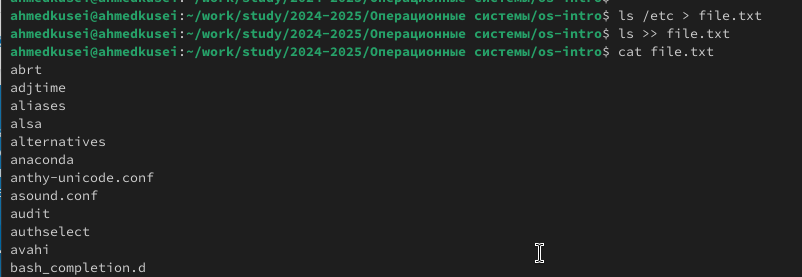 ahmedkusei@ahmedkusei:~/work/study/2024-2025/Операционные системы/os-intro$ ls /etc > file.txt
ahmedkusei@ahmedkusei:~/work/study/2024-2025/Операционные системы/os-intro$ ls >> file.txt
ahmedkusei@ahmedkusei:~/work/study/2024-2025/Операционные системы/os-intro$ cat file.txt
abrt
adjtime
aliases
alsa
alternatives
anaconda
anthy-unicode.conf
asound.conf
audit
authselect
avahi
bash_completion.d